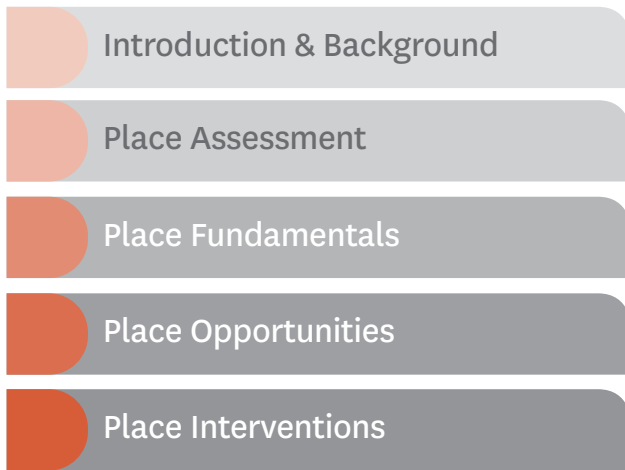 Introduction & Background
Place Assessment
Place Fundamentals
Place Opportunities
Place Interventions